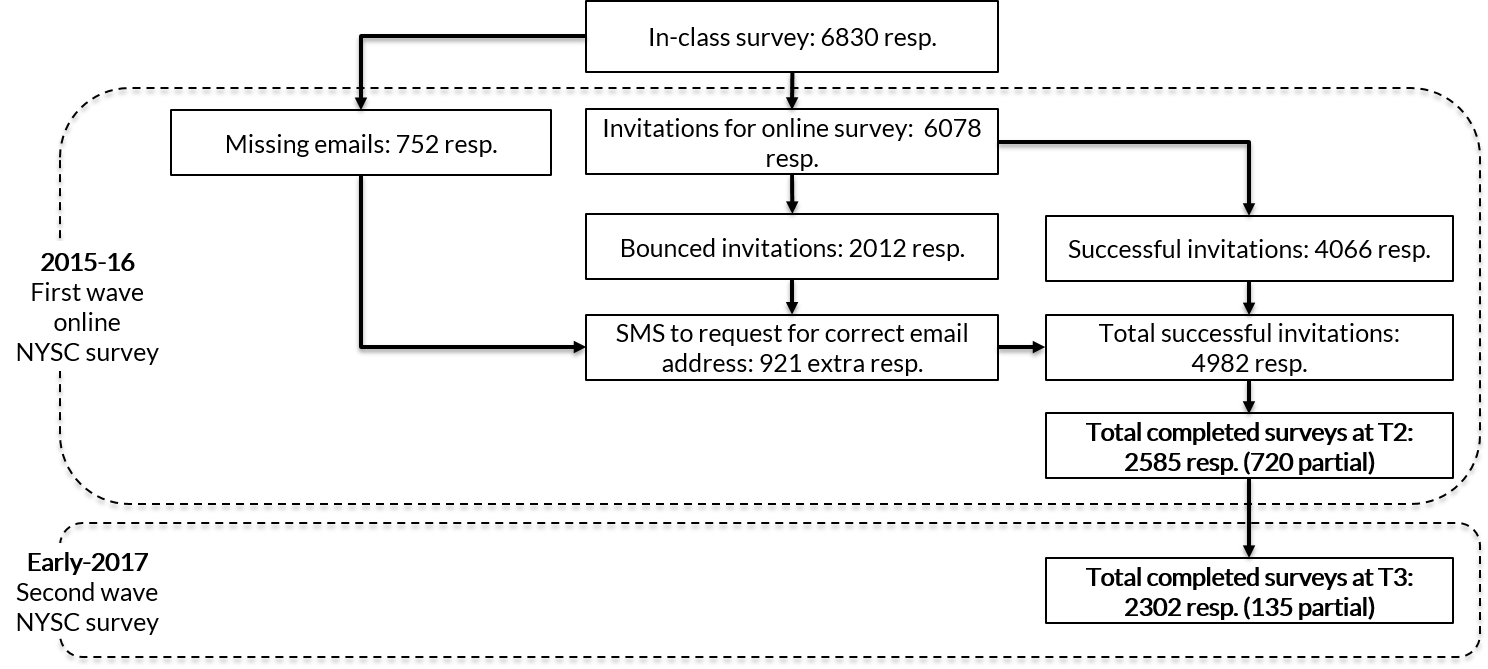 In-class survey: 6830 resp.
Missing emails: 752 resp.
Invitations for online survey:  6078
resp.
Bounced invitations: 2012 resp.
Successful invitations: 4066 resp.
2015-16
First wave
online
NYSC survey
SMS to request for correct email
address: 921 extra resp.
Total successful invitations:
4982 resp.
Total completed surveys at T2:
2585 resp. (720 partial)
Early-2017
Second wave
NYSC survey
Total completed surveys at T3:
2302 resp. (135 partial)